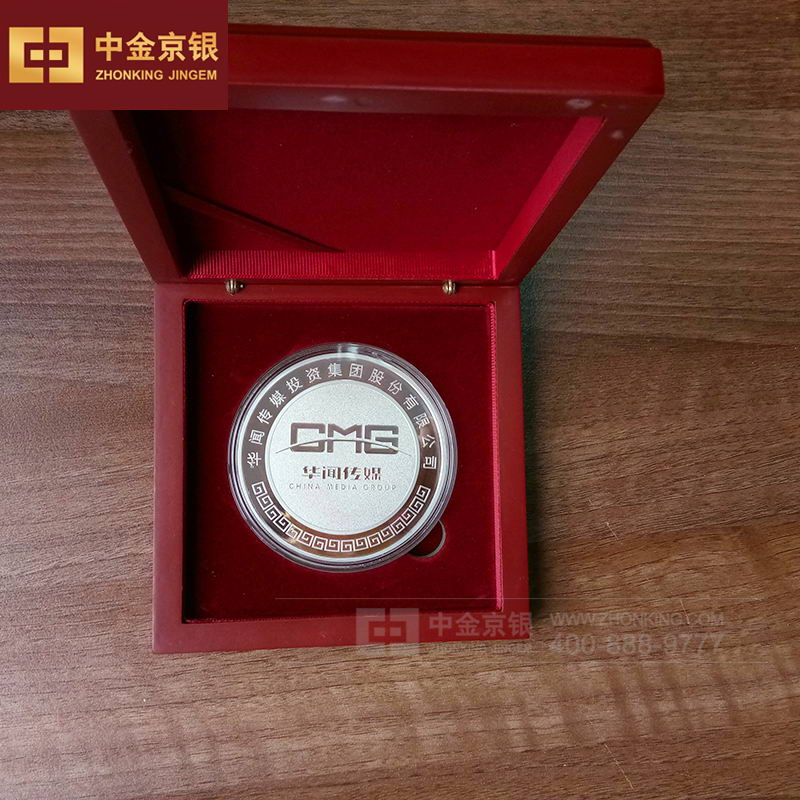 中金京银
ZHONKING JINGEM
华闻传媒投资集团股份有限公司
CMG
华闻传媒
CHINA MEDIA GROUP
中金京银
ZHONKING JINGEM
WWW.ZHONKINGY.COM
400-888-9777